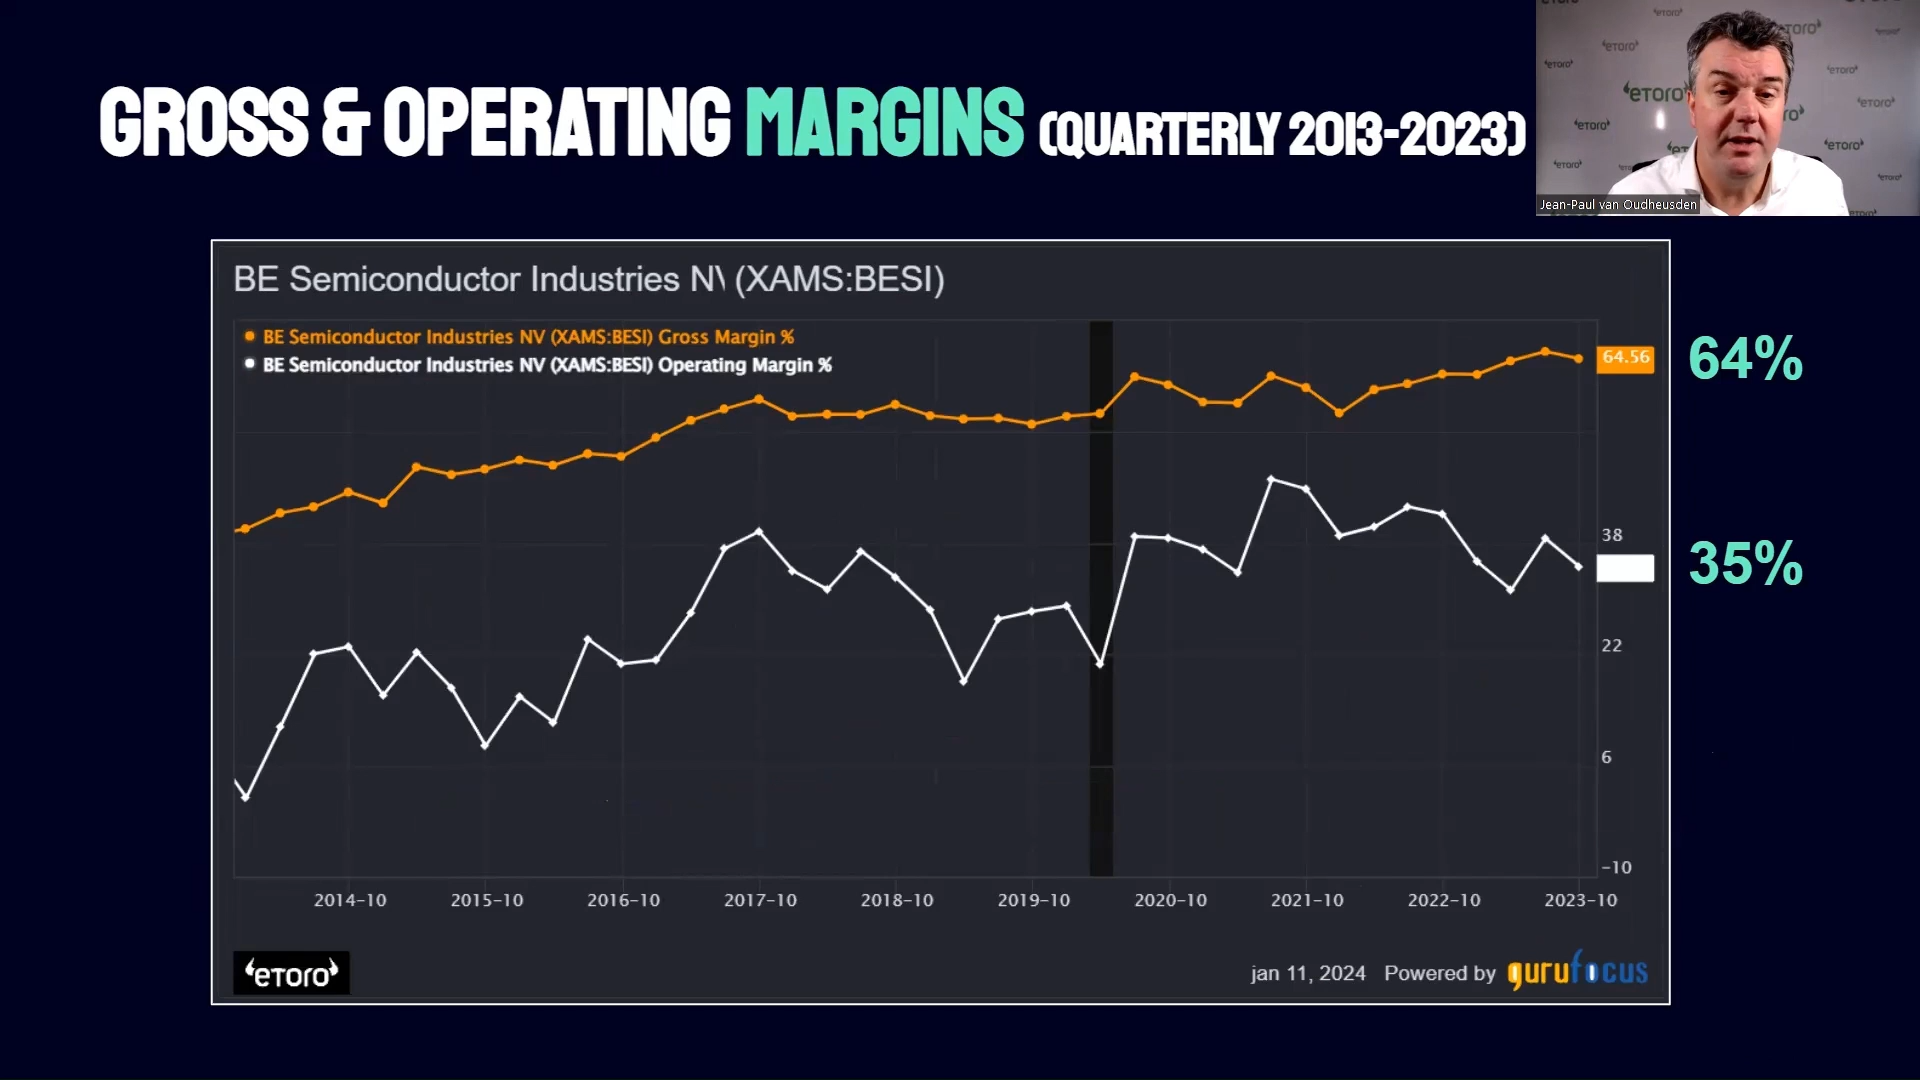 GROSS & OPERATING MARGINS (QUARTERLY 2013-2023)
Jean-Paul van Oudheusden
BE Semiconductor Industries N\ (XAMS:BESI)
BE Semiconductor Industries NV (XAMS:BESI) Gross Margin %
BE Semiconductor Industries NV (XAMS:BESI) Operating Margin %
64.56
64%
38
35%
22
6
-10
2014-10 2015-10 2016-10 2017-10 2018-10 2019-10 2020-10 2021-10 2022-10 2023-10
eToro
jan 11, 2024 Powered by gurufocus